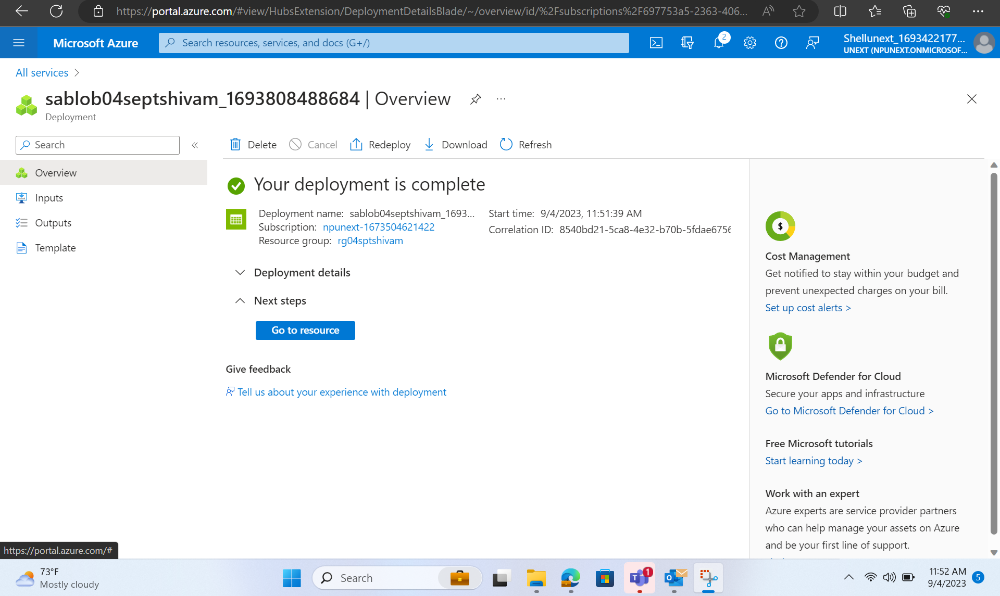 https://portal.azure.com/#view/HubsExtension/DeploymentDetailsBlade/~/overview/id/%2Fsubscriptions%2F697753a5-2363-406...
Microsoft Azure
Search resources, services, and docs (G+/)
2
Shellunext_1693422177...
UNEXT (NPUNEXT.ONMICROSOF...
All services
sablob04septshivam_1693808488684 | Overview
Deployment
Search
Delete
Cancel
Redeploy
Download
Refresh
Overview
Inputs
Outputs
Template
Your deployment is complete
Deployment name: sablob04septshivam_1693...
Subscription: npunext-1673504621422
Resource group: rg04sptshivam
Start time: 9/4/2023, 11:51:39 AM
Correlation ID: 8540bd21-5ca8-4e32-b70b-5fdae6756
Deployment details
Next steps
Go to resource
Give feedback
Tell us about your experience with deployment
$
Cost Management
Get notified to stay within your budget and
prevent unexpected charges on your bill.
Set up cost alerts >
Microsoft Defender for Cloud
Secure your apps and infrastructure
Go to Microsoft Defender for Cloud >
Free Microsoft tutorials
Start learning today >
Work with an expert
Azure experts are service provider partners
who can help manage your assets on Azure
and be your first line of support.
https://portal.azure.com/#
73°F
Mostly cloudy
Search
1
11:52 AM
9/4/2023
5